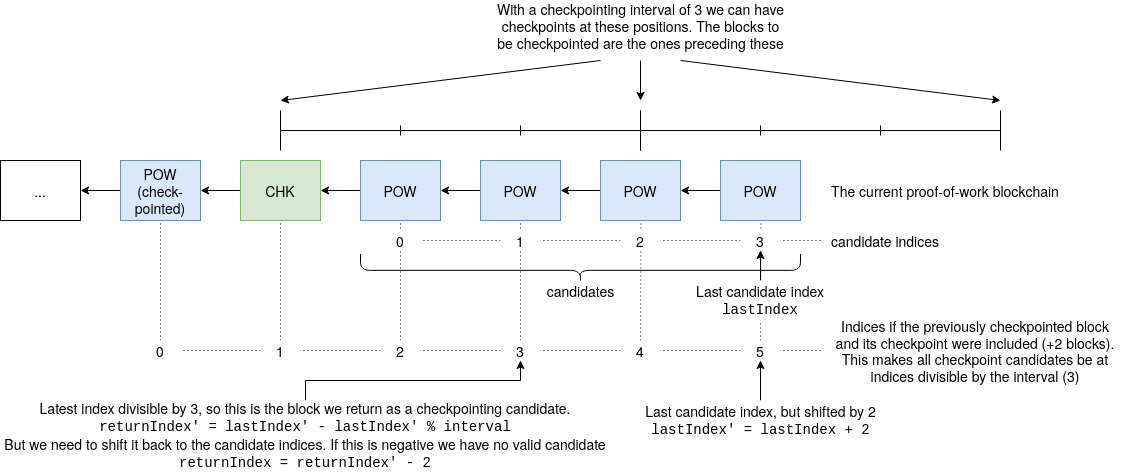 With a checkpointing interval of 3 we can have
checkpoints at these positions. The blocks to
be checkpointed are the ones preceding these
...
POW
(check-
pointed)
CHK
POW
POW
POW
POW
The current proof-of-work blockchain
0
1
2
3
candidate indices
candidates
Last candidate index
lastIndex
0
1
2
3
4
5
Indices if the previously checkpointed block
and its checkpoint were included (+2 blocks).
This makes all checkpoint candidates be at
indices divisible by the interval (3)
Latest index divisible by 3, so this is the block we return as a checkpointing candidate.
returnIndex' = lastIndex' - lastIndex' % interval
But we need to shift it back to the candidate indices. If this is negative we have no valid candidate
returnIndex = returnIndex' - 2
Last candidate index, but shifted by 2
lastIndex' = lastIndex + 2